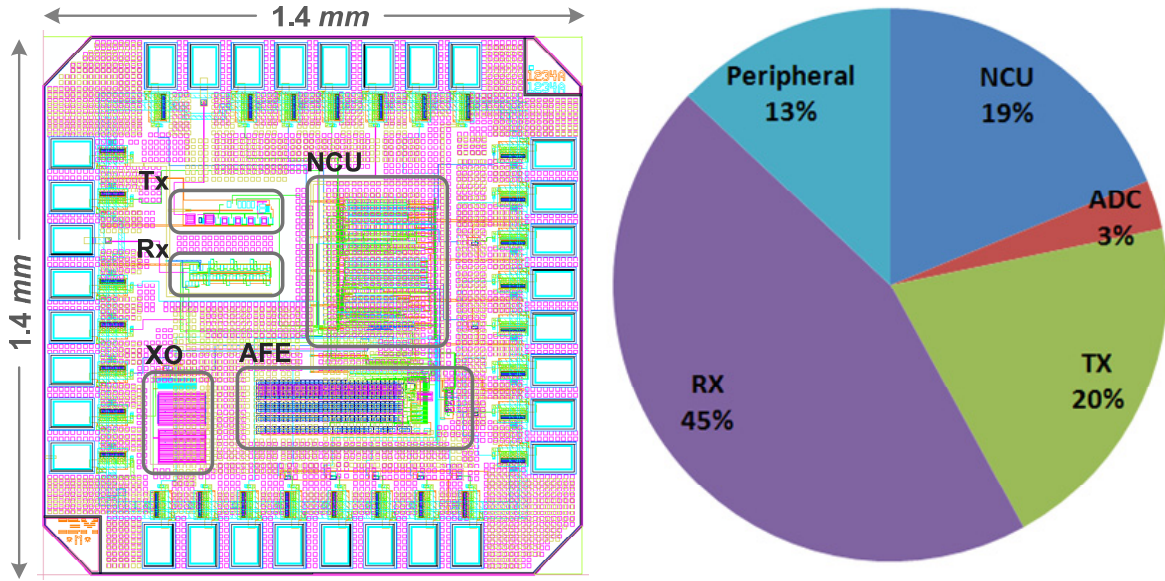 1.4 mm
1.4 mm
1234A
Tx
NCU
Rx
XO
AFE
Peripheral
13%
NCU
19%
ADC
3%
TX
20%
RX
45%